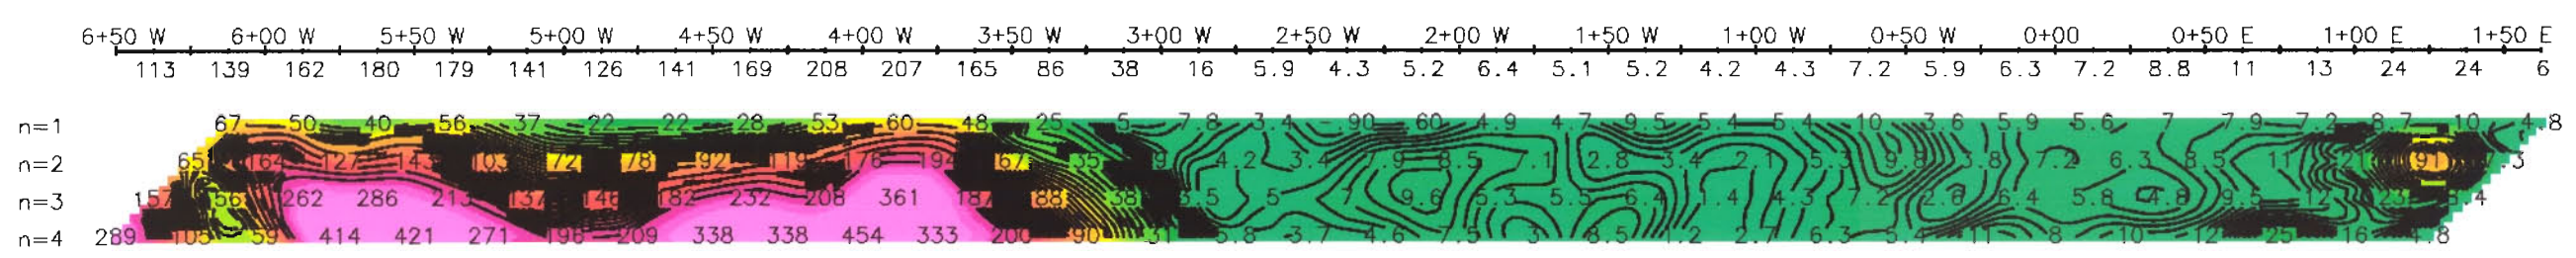 6+50 W 6+00 W 5+50 W 5+00 W 4+50 W 4+00 W 3+50 W 3+00 W 2+50 W 2+00 W 1+50 W 1+00 W 0+50 W 0+00 0+50 E 1+00 E 1+50 E
113 139 162 180 179 141 126 141 169 208 207 165 86 38 16 5.9 4.3 5.2 6.4 5.1 5.2 4.2 4.3 7.2 5.9 6.3 7.2 8.8 11 13 24 24 6
n=1 67 50 40 56 37 22 22 28 53 60 48 25 5 7.8 3.4 90 60 4.9 4.7 9.5 5.4 5.4 10 3.6 5.9 5.6 7 7.9 7.2 8.7 10 4.8
n=2 65 164 127 143 103 72 78 92 119 176 194 67 35 9 4.2 3.4 7.9 8.5 7.1 2.8 3.4 2.1 5.3 9.8 3.8 7.2 6.3 8.5 11 21 91
n=3 157 56 262 286 213 137 146 182 232 208 361 187 88 38 5.5 5 7 9.6 5.3 5.5 6.4 1.4 4.3 7.2 2.6 6.4 5.8 4.8 9.5 12 23
n=4 289 105 59 414 421 271 196 209 338 338 454 333 200 90 31 5.8 3.7 4.6 7.5 3 8.5 1.2 2.7 6.3 5.4 11 8 10 12 25 16 4.8